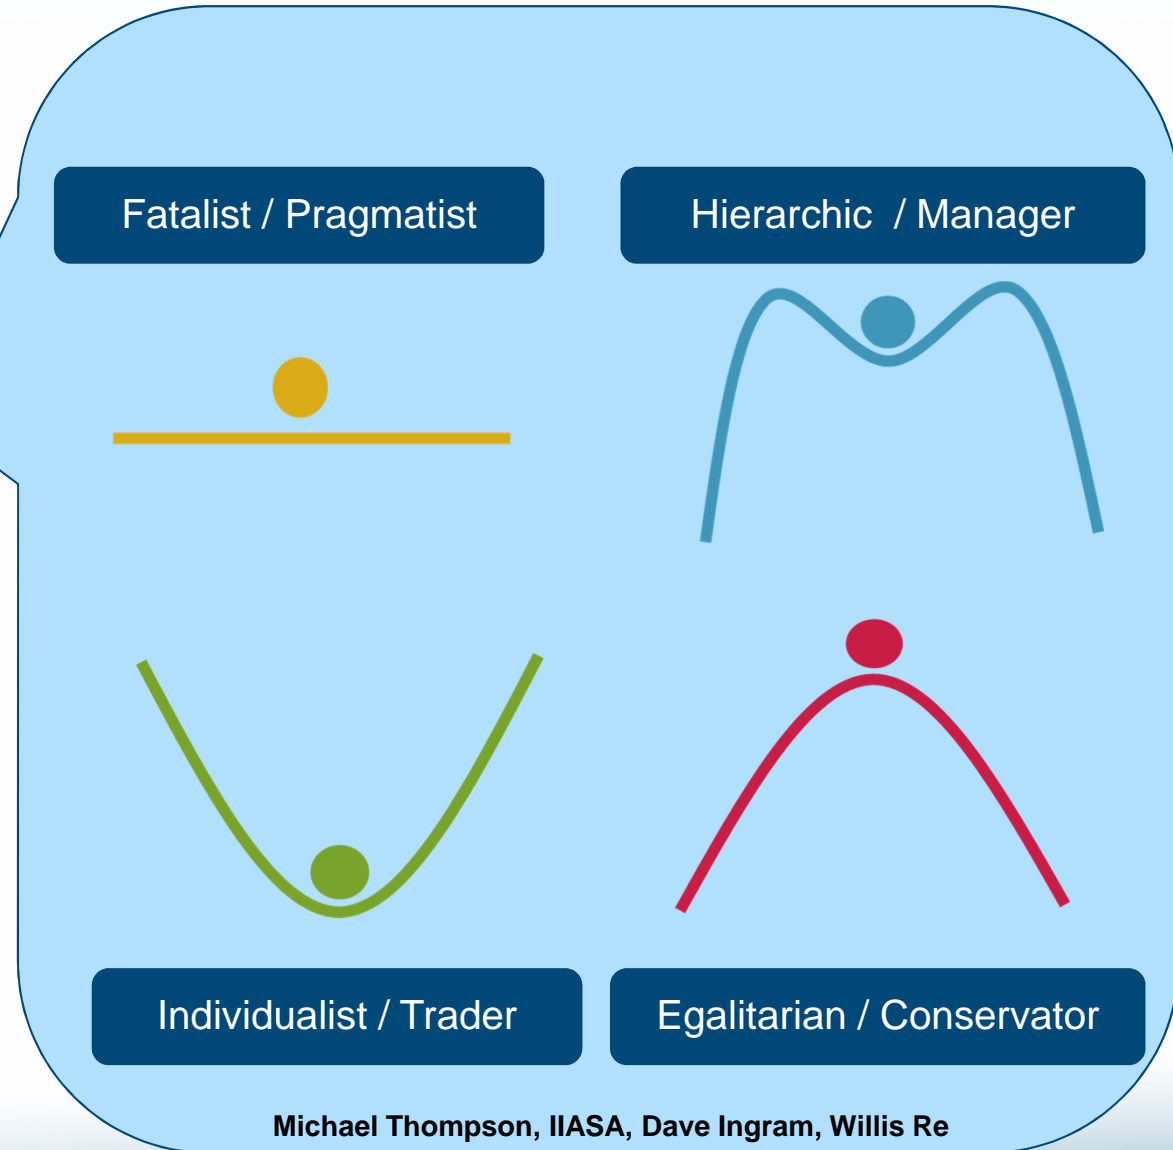 Fatalist / Pragmatist
Hierarchic / Manager
Individualist / Trader
Egalitarian / Conservator
Michael Thompson, IIASA, Dave Ingram, Willis Re